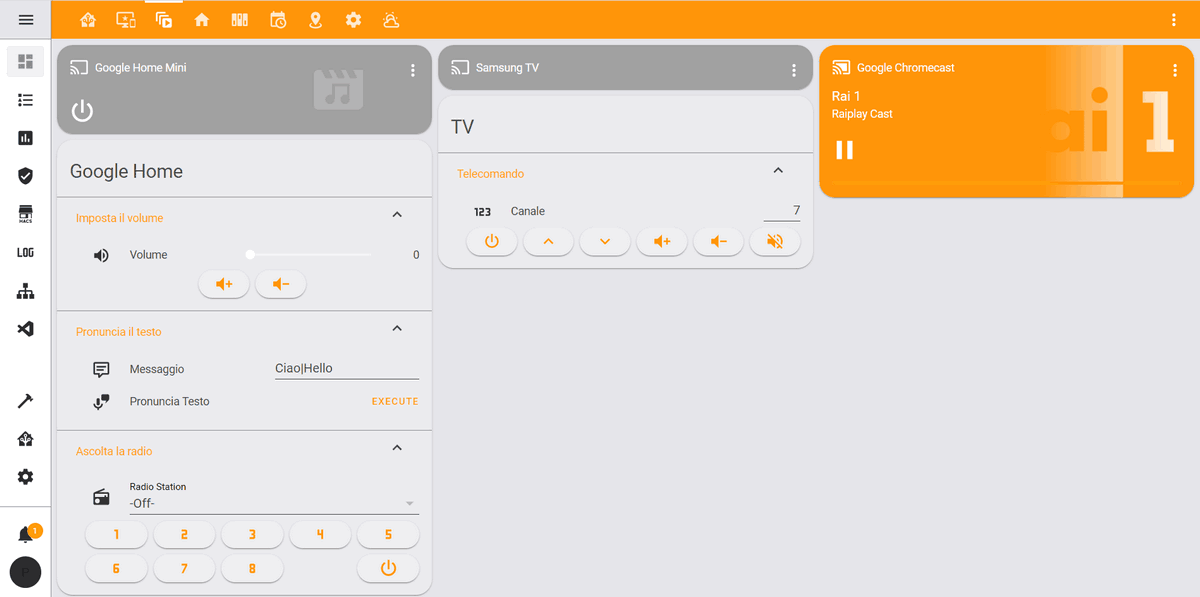 Google Home Mini
Google Home
Imposta il volume
Volume
0
Pronuncia il testo
Messaggio
Ciao|Hello
Pronuncia Testo
EXECUTE
Ascolta la radio
Radio Station
-Off-
1
2
3
4
5
6
7
8
Samsung TV
TV
Telecomando
123
Canale
7
Google Chromecast
Rai 1
Raiplay Cast
ai 1
HACS
LOG
1